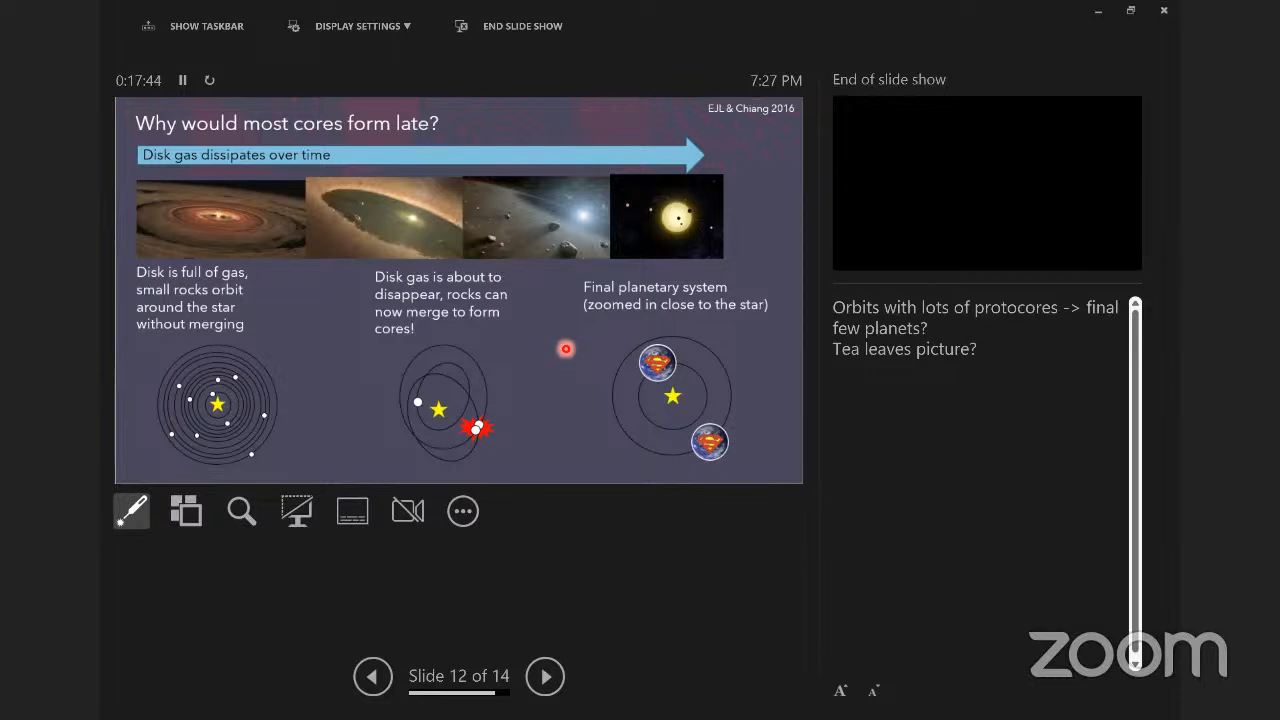 SHOW TASKBAR
DISPLAY SETTINGS ▼
END SLIDE SHOW
0:17:44
7:27 PM
End of slide show
EJL & Chiang 2016
Why would most cores form late?
Disk gas dissipates over time
Disk is full of gas,
small rocks orbit
around the star
without merging
Disk gas is about to
disappear, rocks can
now merge to form
cores!
Final planetary system
(zoomed in close to the star)
Orbits with lots of protocores -> final
few planets?
Tea leaves picture?
Slide 12 of 14
A A
zoom